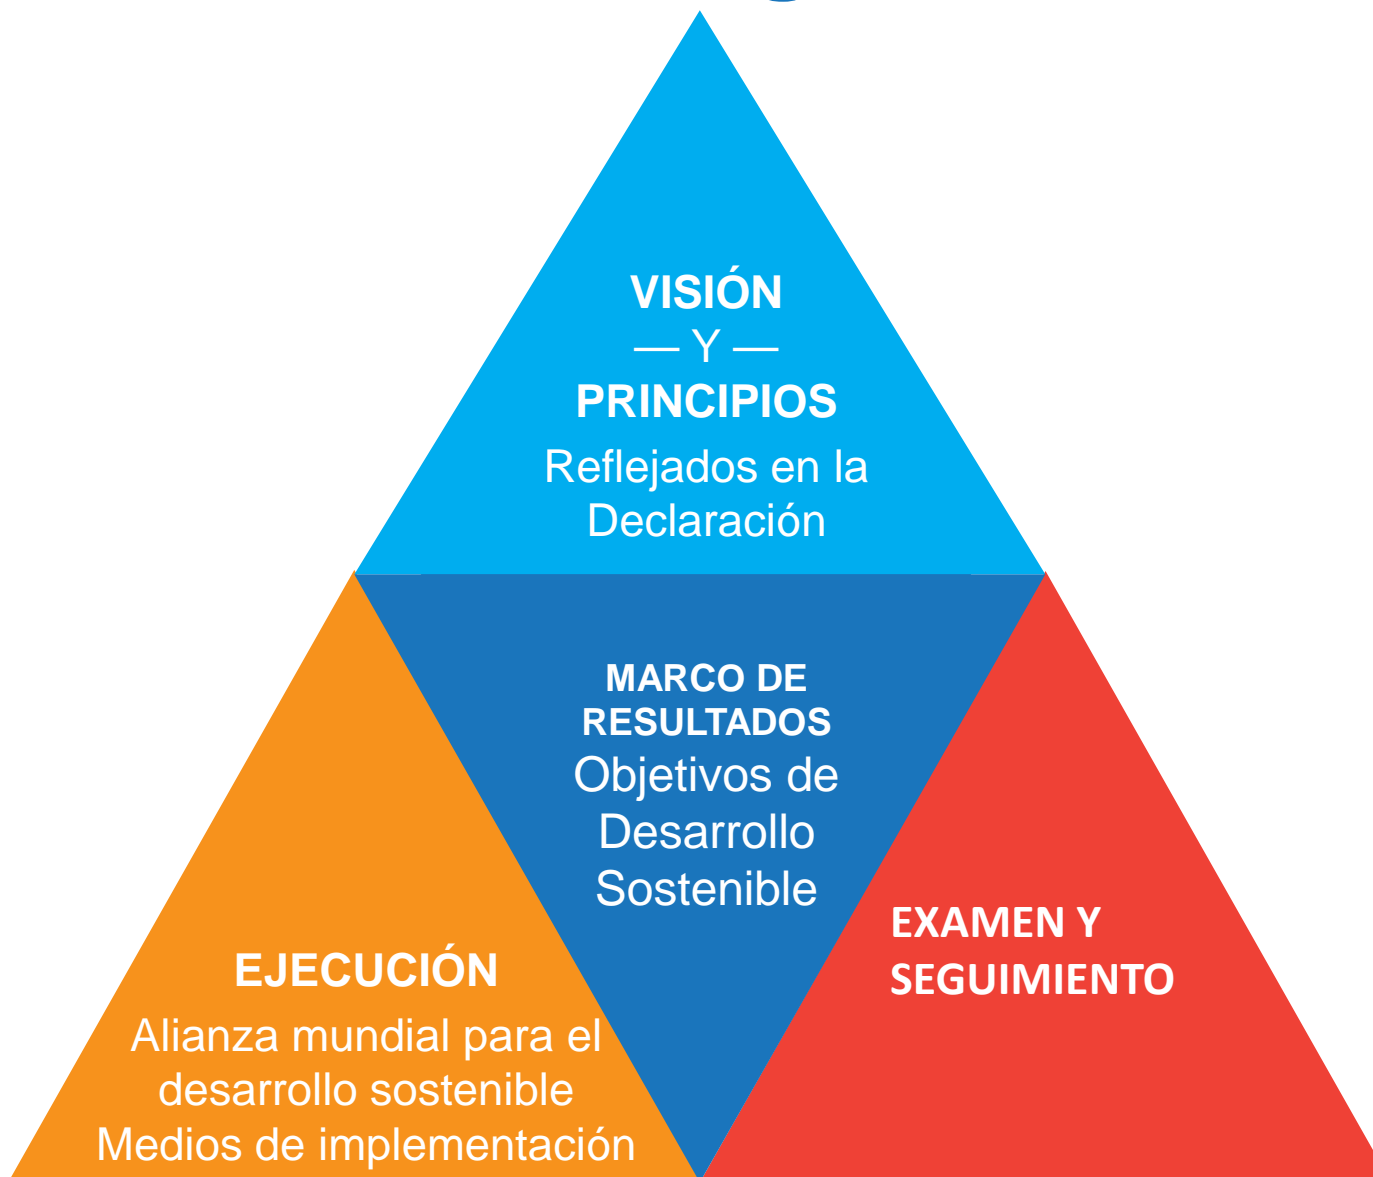 VISIÓN
— Y —
PRINCIPIOS
Reflejados en la
Declaración
MARCO DE
RESULTADOS
Objetivos de
Desarrollo
Sostenible
EJECUCIÓN
Alianza mundial para el
desarrollo sostenible
Medios de implementación
EXAMEN Y
SEGUIMIENTO